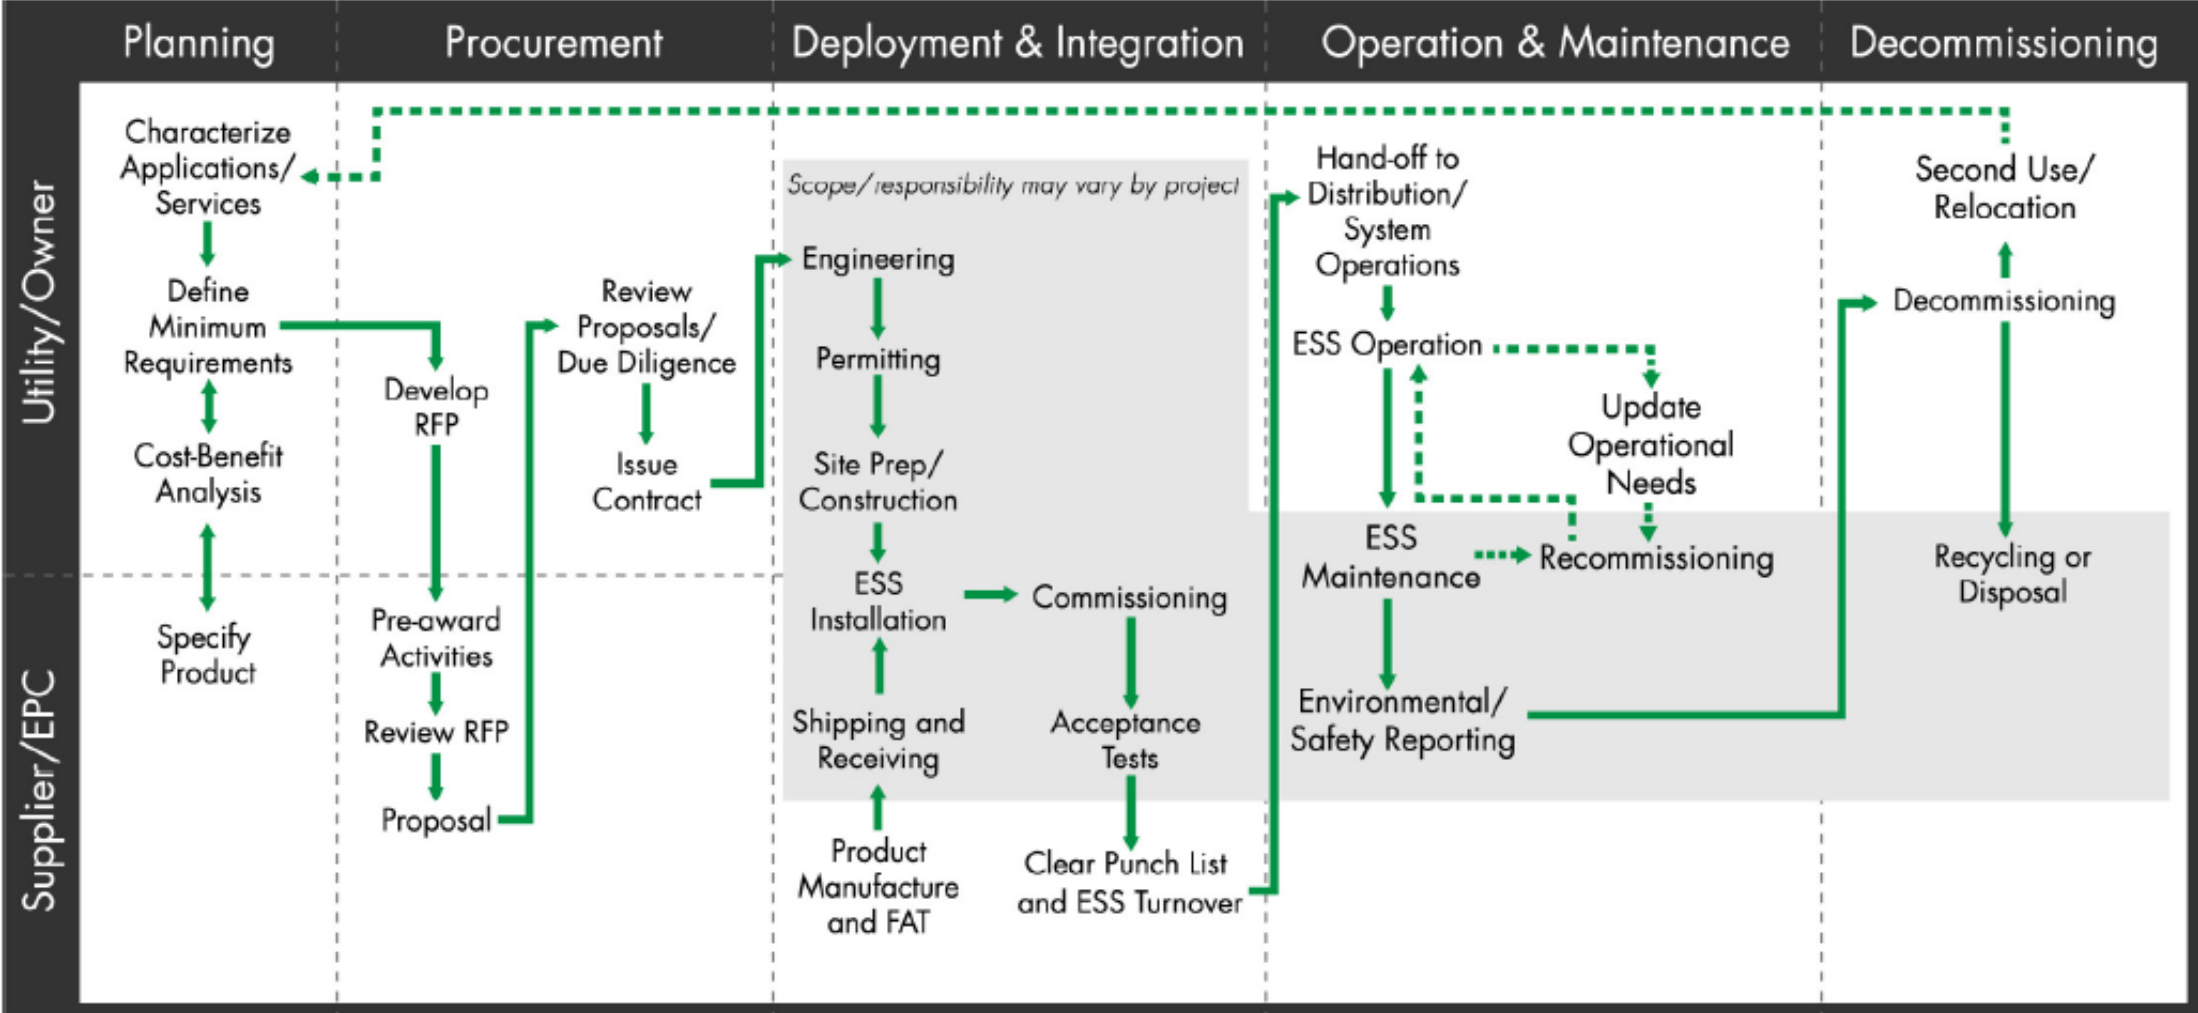 Planning
Procurement
Deployment & Integration
Operation & Maintenance
Decommissioning
Utility/Owner
Supplier/EPC
Characterize
Applications/
Services
Define
Minimum
Requirements
Cost-Benefit
Analysis
Specify
Product
Develop
RFP
Pre-award
Activities
Review RFP
Proposal
Review
Proposals/
Due Diligence
Issue
Contract
Scope/responsibility may vary by project
Engineering
Permitting
Site Prep/
Construction
ESS
Installation
Shipping and
Receiving
Product
Manufacture
and FAT
Commissioning
Acceptance
Tests
Clear Punch List
and ESS Turnover
Hand-off to
Distribution/
System
Operations
ESS Operation
Update
Operational
Needs
ESS
Maintenance
Recommissioning
Environmental/
Safety Reporting
Second Use/
Relocation
Decommissioning
Recycling or
Disposal